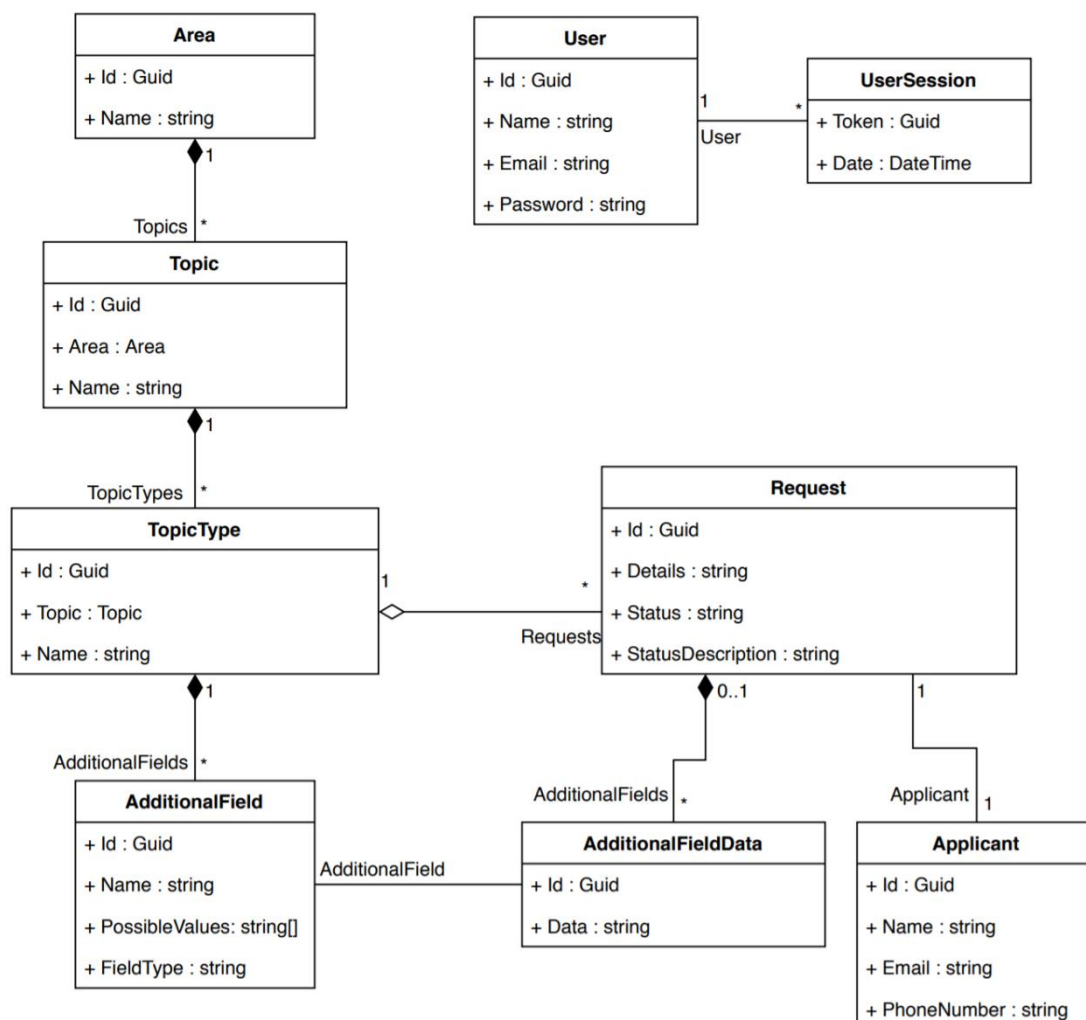 Area
+ Id : Guid
+ Name : string
1
Topics
*
User
+ Id : Guid
+ Name : string
+ Email : string
+ Password : string
1
User
*
UserSession
+ Token : Guid
+ Date : DateTime
Topic
+ Id : Guid
+ Area : Area
+ Name : string
1
TopicTypes
*
TopicType
+ Id : Guid
+ Topic : Topic
+ Name : string
1
*
Requests
Request
+ Id : Guid
+ Details : string
+ Status : string
+ StatusDescription : string
1
AdditionalFields
*
0..1
AdditionalFields
*
1
Applicant
1
AdditionalField
+ Id : Guid
+ Name : string
+ PossibleValues: string[]
+ FieldType : string
AdditionalField
AdditionalFieldData
+ Id : Guid
+ Data : string
Applicant
+ Id : Guid
+ Name : string
+ Email : string
+ PhoneNumber : string